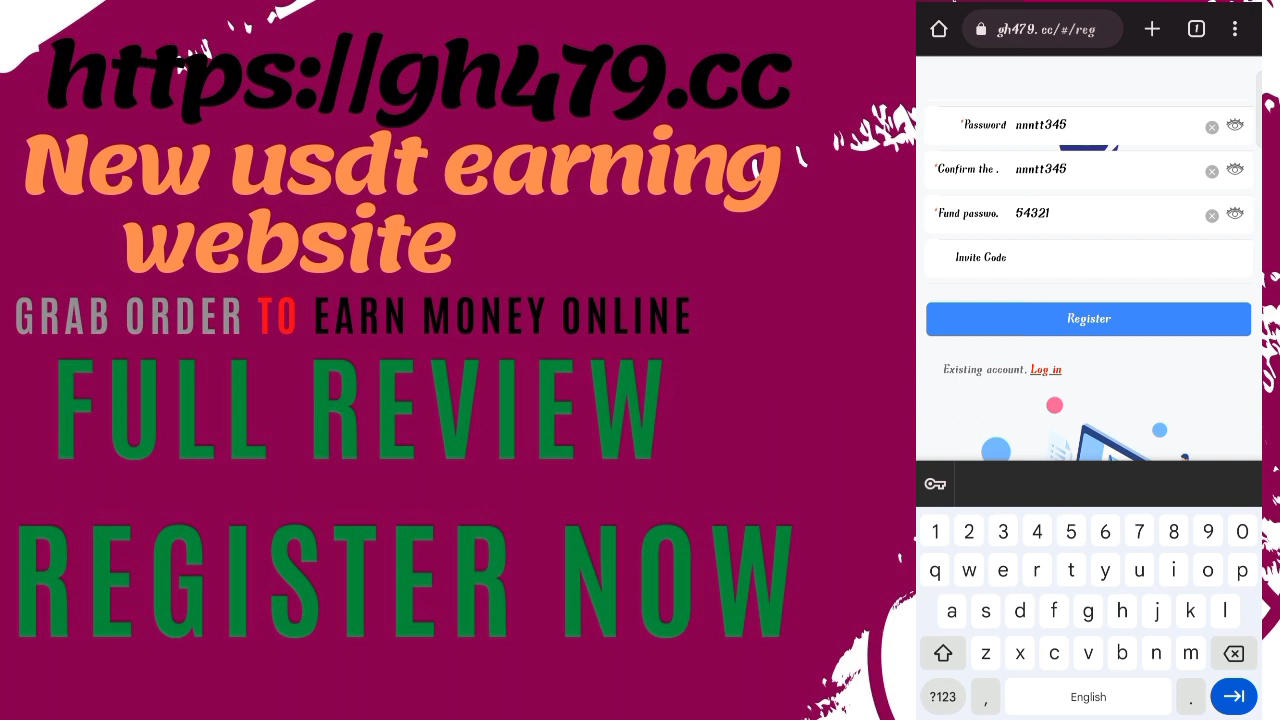 https://gh479.cc
New usdt earning
website
GRAB ORDER TO EARN MONEY ONLINE
FULL REVIEW
REGISTER NOW
gh479.cc/#/reg
1
*Password nnntt345
*Confirm the . nnntt345
*Fund passwo. 54321
Invite Code
Register
Existing account, Log in
1 2 3 4 5 6 7 8 9 0
q w e r t y u i o p
a s d f g h j k l
z x c v b n m
?123 , English .